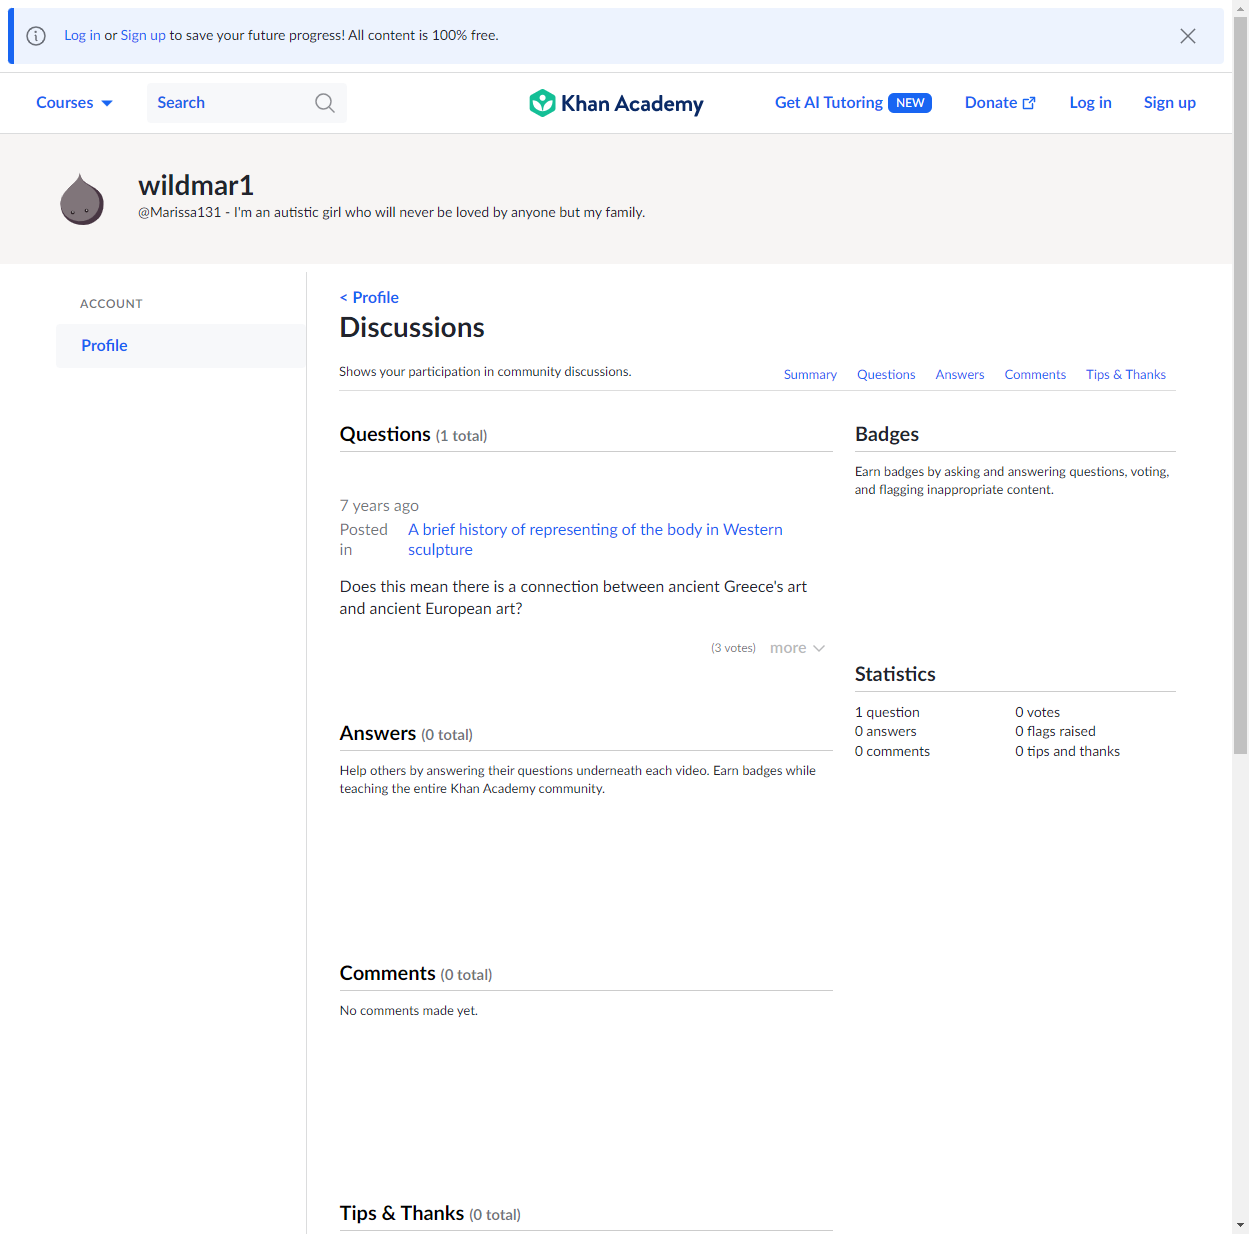 Log in or Sign up to save your future progress! All content is 100% free.
Courses
Search
Khan Academy
Get AI Tutoring NEW
Donate
Log in
Sign up
wildmar1
@Marissa131 - I'm an autistic girl who will never be loved by anyone but my family.
ACCOUNT
Profile
< Profile
Discussions
Shows your participation in community discussions.
Summary
Questions
Answers
Comments
Tips & Thanks
Questions (1 total)
7 years ago
Posted in
A brief history of representing of the body in Western
sculpture
Does this mean there is a connection between ancient Greece's art
and ancient European art?
(3 votes)
more
Answers (0 total)
Help others by answering their questions underneath each video. Earn badges while
teaching the entire Khan Academy community.
Comments (0 total)
No comments made yet.
Tips & Thanks (0 total)
Badges
Earn badges by asking and answering questions, voting,
and flagging inappropriate content.
Statistics
1 question
0 votes
0 answers
0 flags raised
0 comments
0 tips and thanks